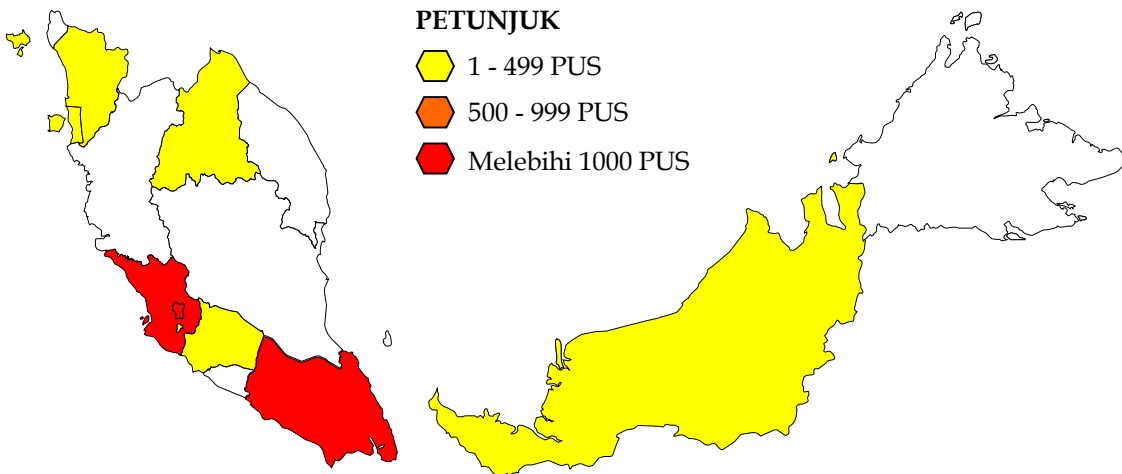 PETUNJUK
1 - 499 PUS
500 - 999 PUS
Melebihi 1000 PUS